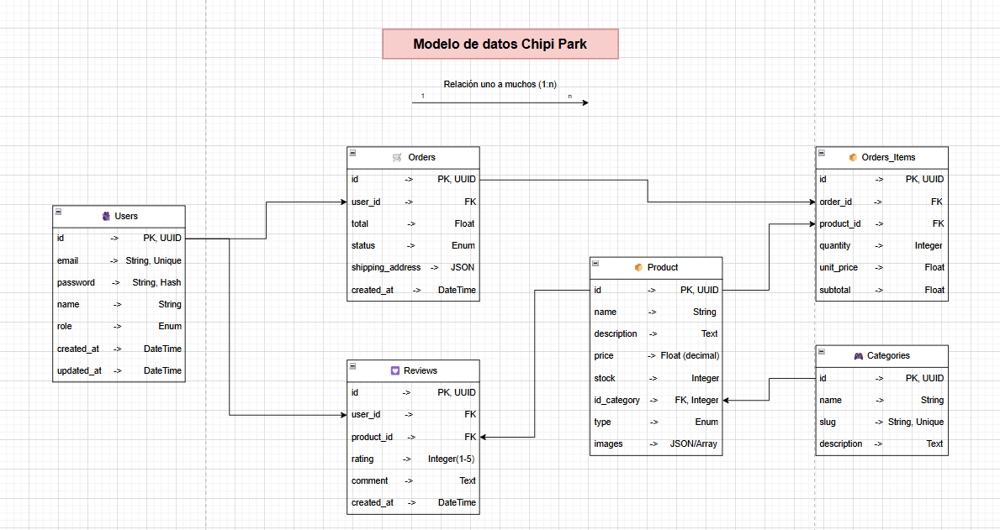 Modelo de datos Chipi Park
Relación uno a muchos (1:n)
1 n
Users
id -> PK, UUID
email -> String, Unique
password -> String, Hash
name -> String
role -> Enum
created_at -> DateTime
updated_at -> DateTime
Orders
id -> PK, UUID
user_id -> FK
total -> Float
status -> Enum
shipping_address -> JSON
created_at -> DateTime
Reviews
id -> PK, UUID
user_id -> FK
product_id -> FK
rating -> Integer(1-5)
comment -> Text
created_at -> DateTime
Product
id -> PK, UUID
name -> String
description -> Text
price -> Float (decimal)
stock -> Integer
id_category -> FK, Integer
type -> Enum
images -> JSON/Array
Orders_Items
id -> PK, UUID
order_id -> FK
product_id -> FK
quantity -> Integer
unit_price -> Float
subtotal -> Float
Categories
id -> PK, UUID
name -> String
slug -> String, Unique
description -> Text